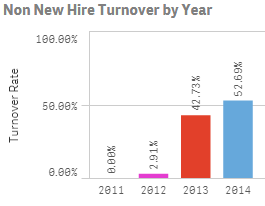 Non New Hire Turnover by Year
100.00%
50.00%
0.00%
Turnover Rate
0.00%
2.91%
42.73%
52.69%
2011 2012 2013 2014